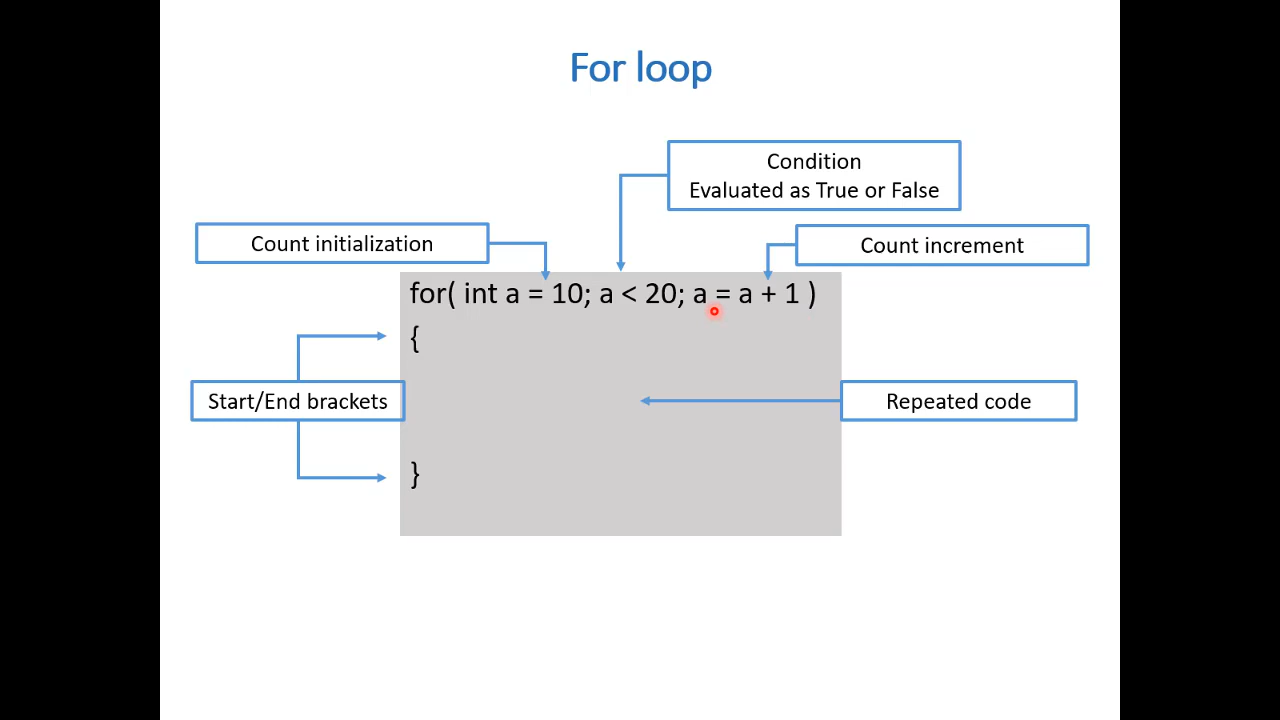 For loop
Condition
Evaluated as True or False
Count initialization
Count increment
for( int a = 10; a < 20; a = a + 1 )
{
Start/End brackets
Repeated code
}